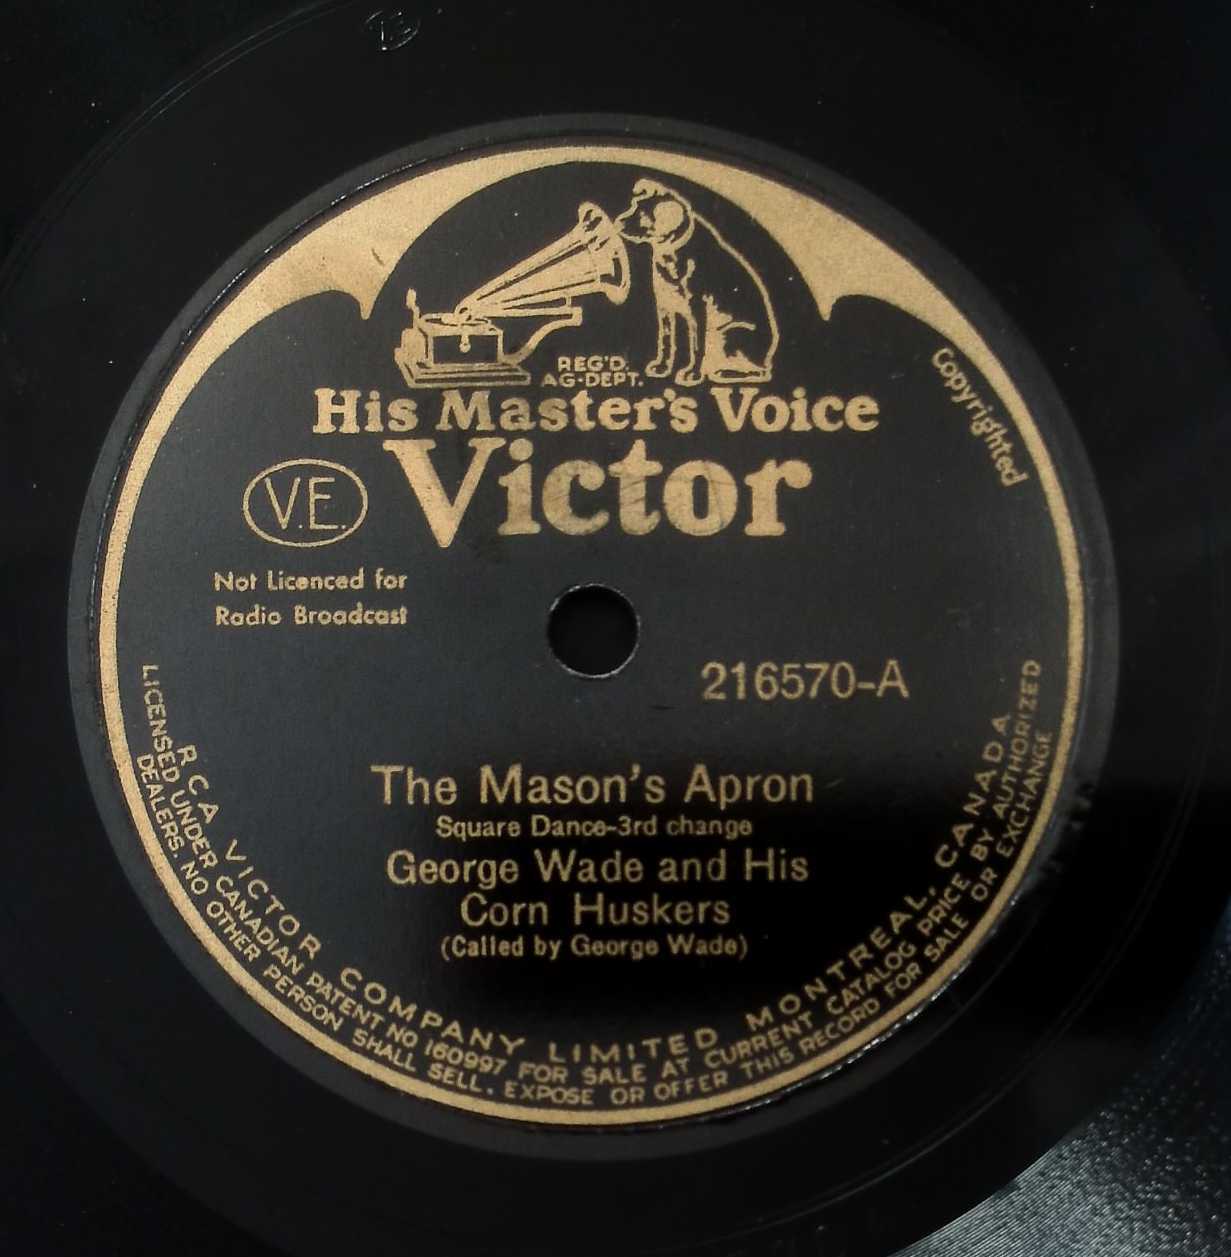 REG'D.
AG-DEPT.
His Master's Voice
Victor
Copyrighted
V.E.
Not Licenced for
Radio Broadcast
216570-A
The Mason's Apron
Square Dance-3rd change
George Wade and His
Corn Huskers
(Called by George Wade)
RCA VICTOR COMPANY LIMITED MONTREAL, CANADA
LICENSED UNDER CANADIAN PATENT NO 160997 FOR SALE AT CURRENT CATALOG PRICE BY AUTHORIZED
DEALERS. NO OTHER PERSON SHALL SELL. EXPOSE OR OFFER THIS RECORD FOR SALE OR EXCHANGE